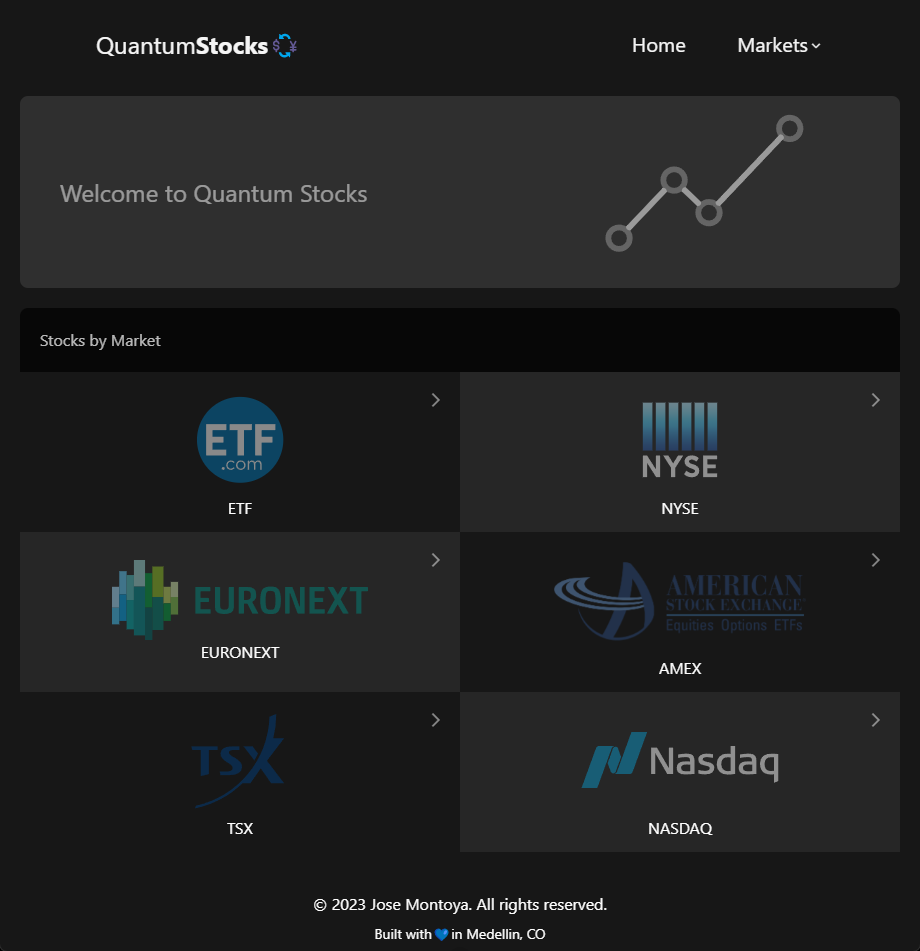 QuantumStocks $ ¥
Home
Markets
Welcome to Quantum Stocks
Stocks by Market
ETF
.com
ETF
NYSE
NYSE
EURONEXT
EURONEXT
AMERICAN
STOCK EXCHANGE
Equities Options ETFs
AMEX
TSX
TSX
Nasdaq
NASDAQ
© 2023 Jose Montoya. All rights reserved.
Built with 💙 in Medellin, CO